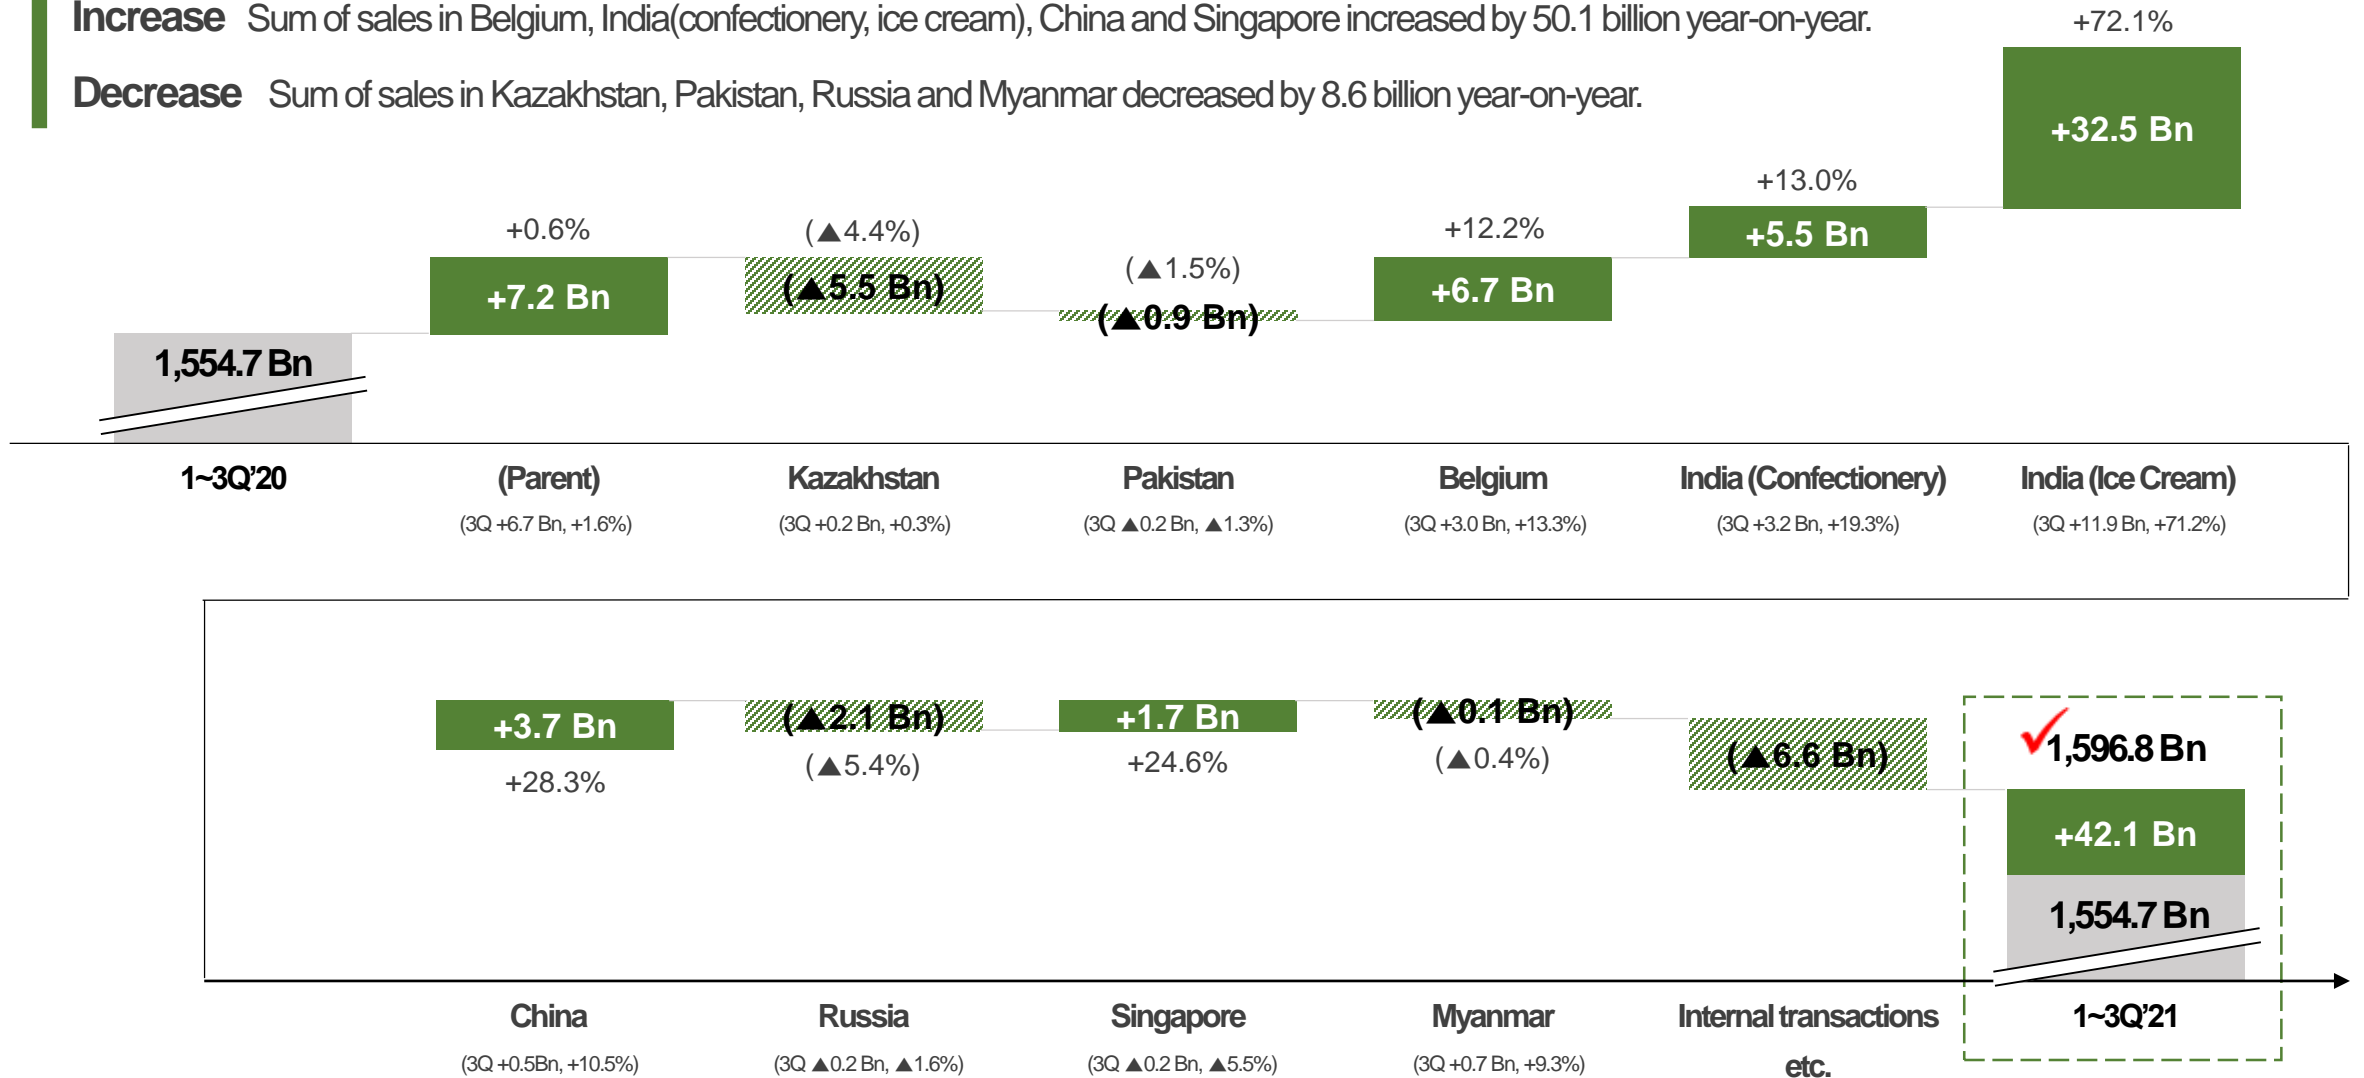 Increase Sum of sales in Belgium, India(confectionery, ice cream), China and Singapore increased by 50.1 billion year-on-year.
Decrease Sum of sales in Kazakhstan, Pakistan, Russia and Myanmar decreased by 8.6 billion year-on-year.
+72.1%
+32.5 Bn
+13.0%
+5.5 Bn
+0.6%
(▲4.4%)
(▲1.5%)
+12.2%
+7.2 Bn
(▲5.5 Bn)
(▲0.9 Bn)
+6.7 Bn
1,554.7 Bn
1~3Q’20
(Parent)
Kazakhstan
Pakistan
Belgium
India (Confectionery)
India (Ice Cream)
(3Q +6.7 Bn, +1.6%)
(3Q +0.2 Bn, +0.3%)
(3Q ▲0.2 Bn, ▲1.3%)
(3Q +3.0 Bn, +13.3%)
(3Q +3.2 Bn, +19.3%)
(3Q +11.9 Bn, +71.2%)
+3.7 Bn
(▲2.1 Bn)
+1.7 Bn
(▲0.1 Bn)
(▲6.6 Bn)
1,596.8 Bn
+28.3%
(▲5.4%)
+24.6%
(▲0.4%)
+42.1 Bn
1,554.7 Bn
China
Russia
Singapore
Myanmar
Internal transactions
etc.
1~3Q’21
(3Q +0.5Bn, +10.5%)
(3Q ▲0.2 Bn, ▲1.6%)
(3Q ▲0.2 Bn, ▲5.5%)
(3Q +0.7 Bn, +9.3%)